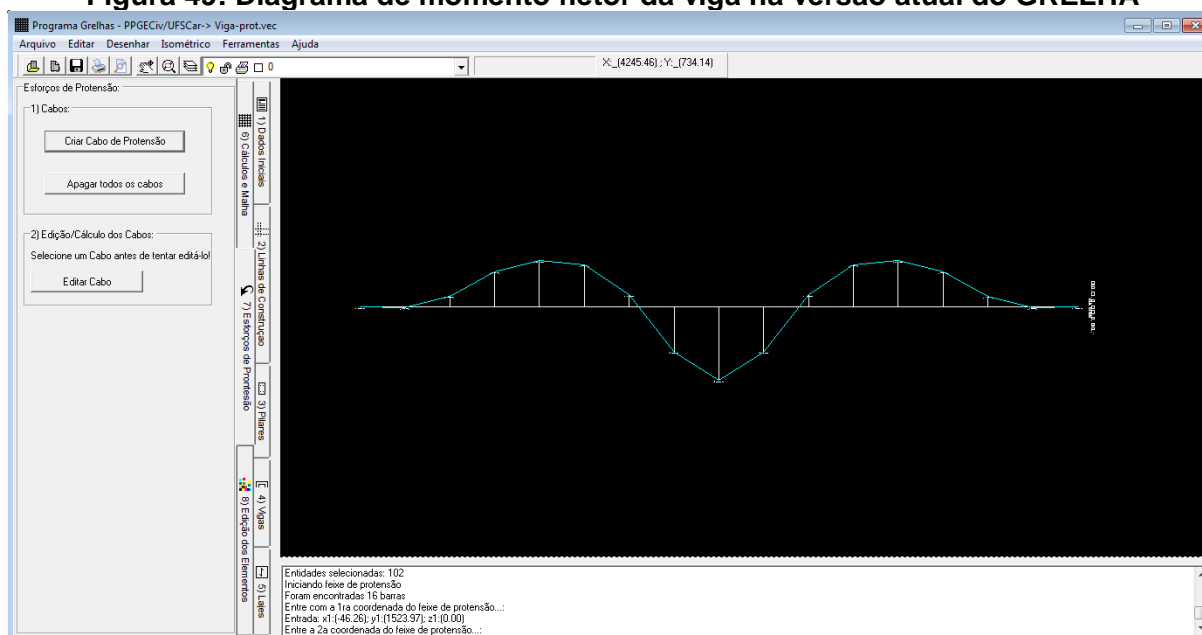 Figura 49: Diagrama de momento fletor da viga na versão atual do GRELHA
Programa Grelhas - PPGECiv/UFSCar-> Viga-prot.vec
Arquivo Editar Desenhar Isométrico Ferramentas Ajuda
0
X:_(4245.46) ; Y:_(734.14)
Esforços de Protensão:
1) Cabos:
Criar Cabo de Protensão
Apagar todos os cabos
2) Edição/Cálculo dos Cabos:
Selecione um Cabo antes de tentar editá-lo!
Editar Cabo
6) Cálculos e Malha
7) Esforços de Prontesão
8) Edição dos Elementos
1) Dados Iniciais
2) Linhas de Construçao
3) Pilares
4) Vigas
5) Lajes
Entidades selecionadas: 102
Iniciando feixe de protensão
Foram encontradas 16 barras
Entre com a 1ra coordenada do feixe de protensão...:
Entrada: x1:(-46.26); y1:(1523.97); z1:(0.00)
Entre a 2a coordenada do feixe de protensão...: